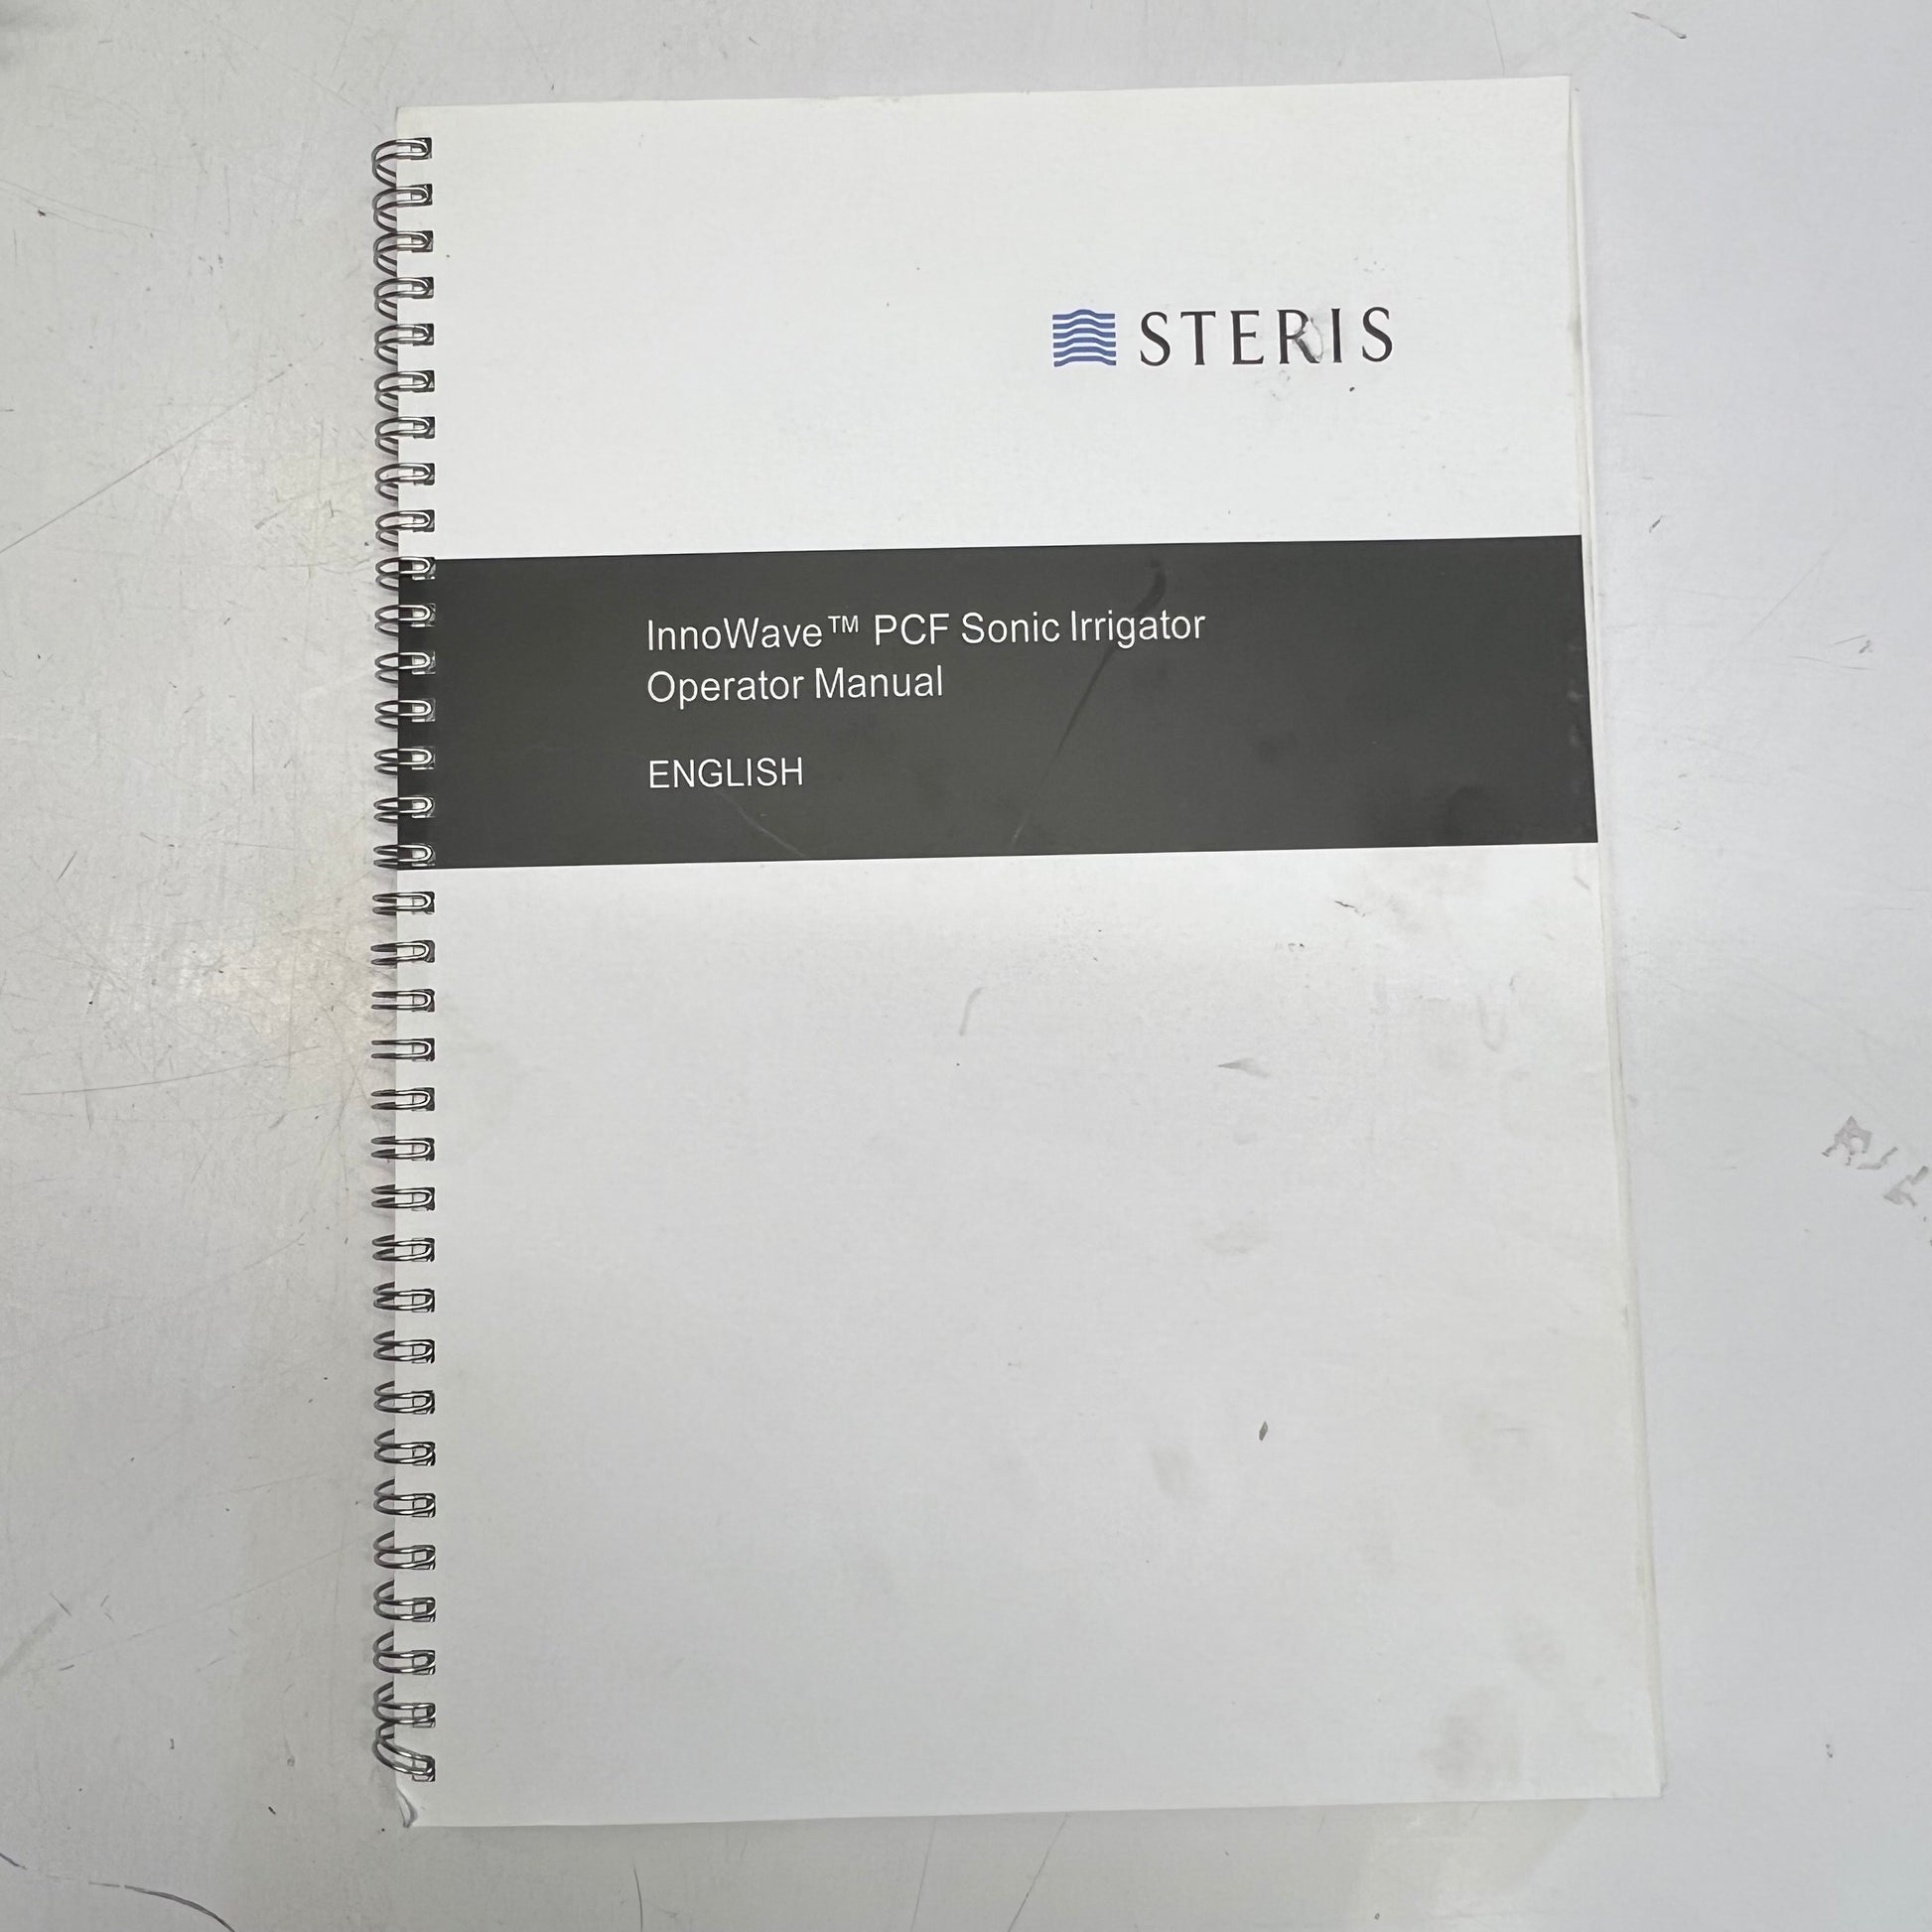 STERIS
InnoWave™ PCF Sonic Irrigator
Operator Manual
ENGLISH